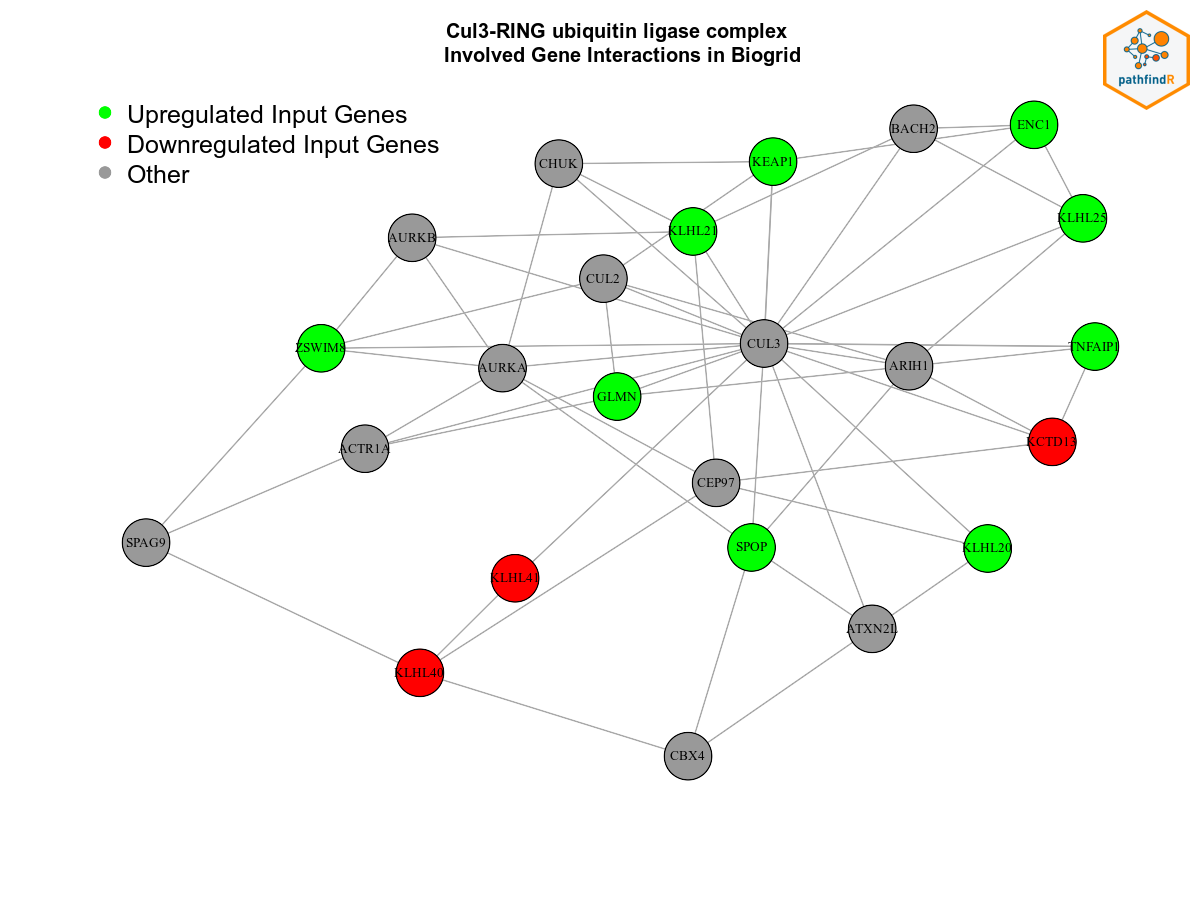 Cul3-RING ubiquitin ligase complex
Involved Gene Interactions in Biogrid
pathfindR
Upregulated Input Genes
Downregulated Input Genes
Other
BACH2
ENC1
CHUK
KEAP1
KLHL25
KLHL21
AURKB
CUL2
CUL3
TNFAIP1
ZSWIM8
AURKA
ARIH1
GLMN
ACTR1A
KCTD13
CEP97
SPAG9
SPOP
KLHL20
KLHL41
ATXN2L
KLHL40
CBX4